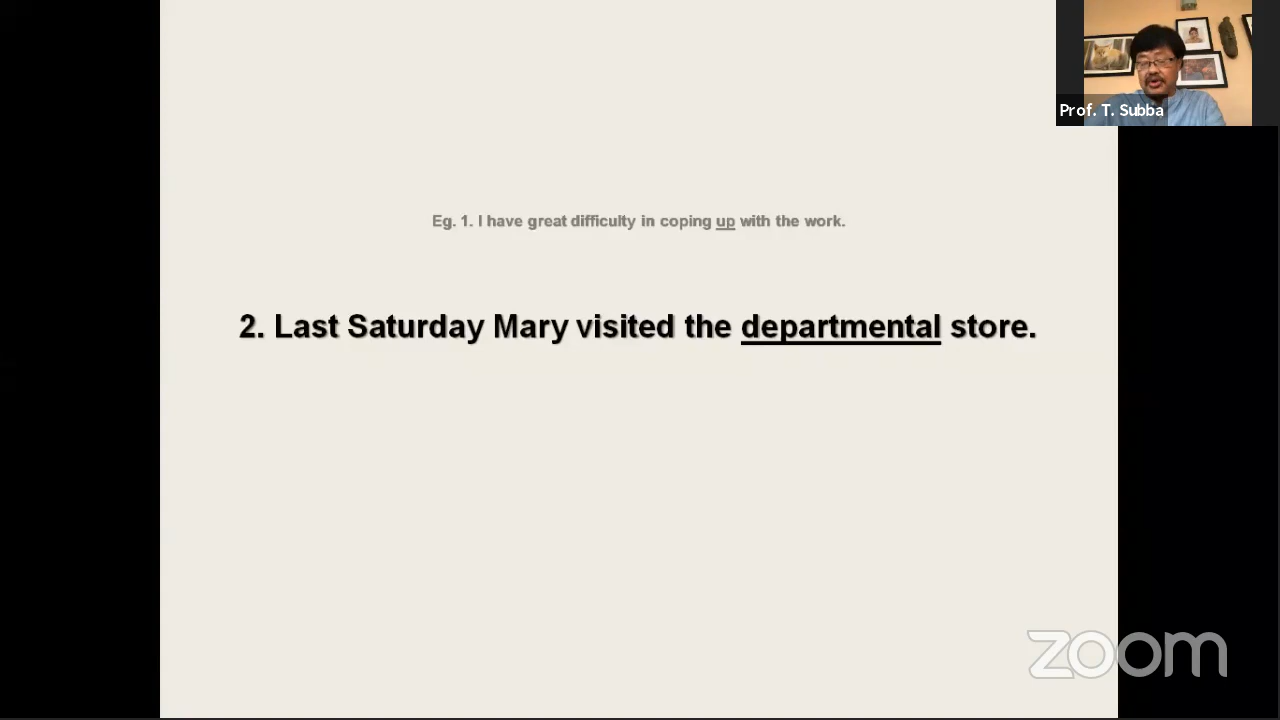 Prof. T. Subba
Eg. 1. I have great difficulty in coping up with the work.
2. Last Saturday Mary visited the departmental store.
zoom